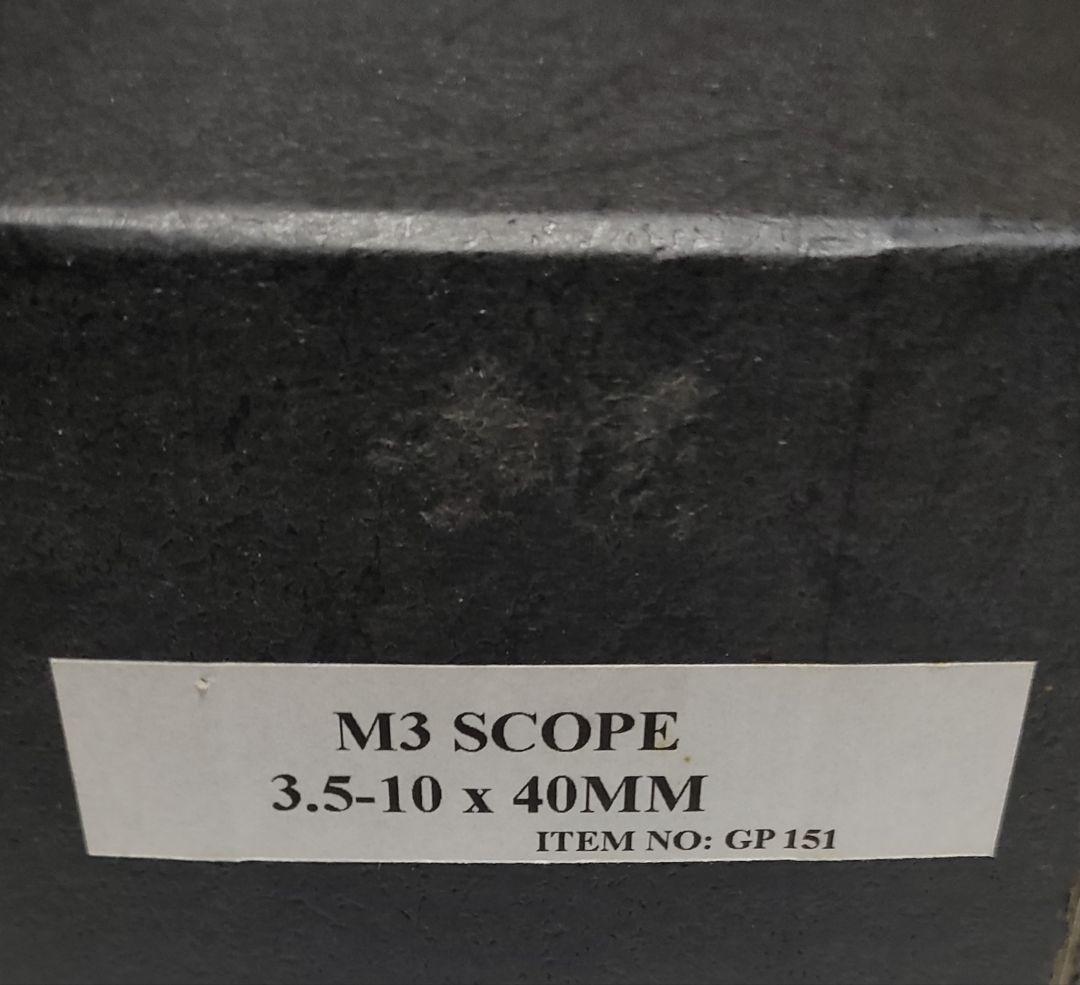 M3 SCOPE
3.5-10 x 40MM
ITEM NO: GP 151